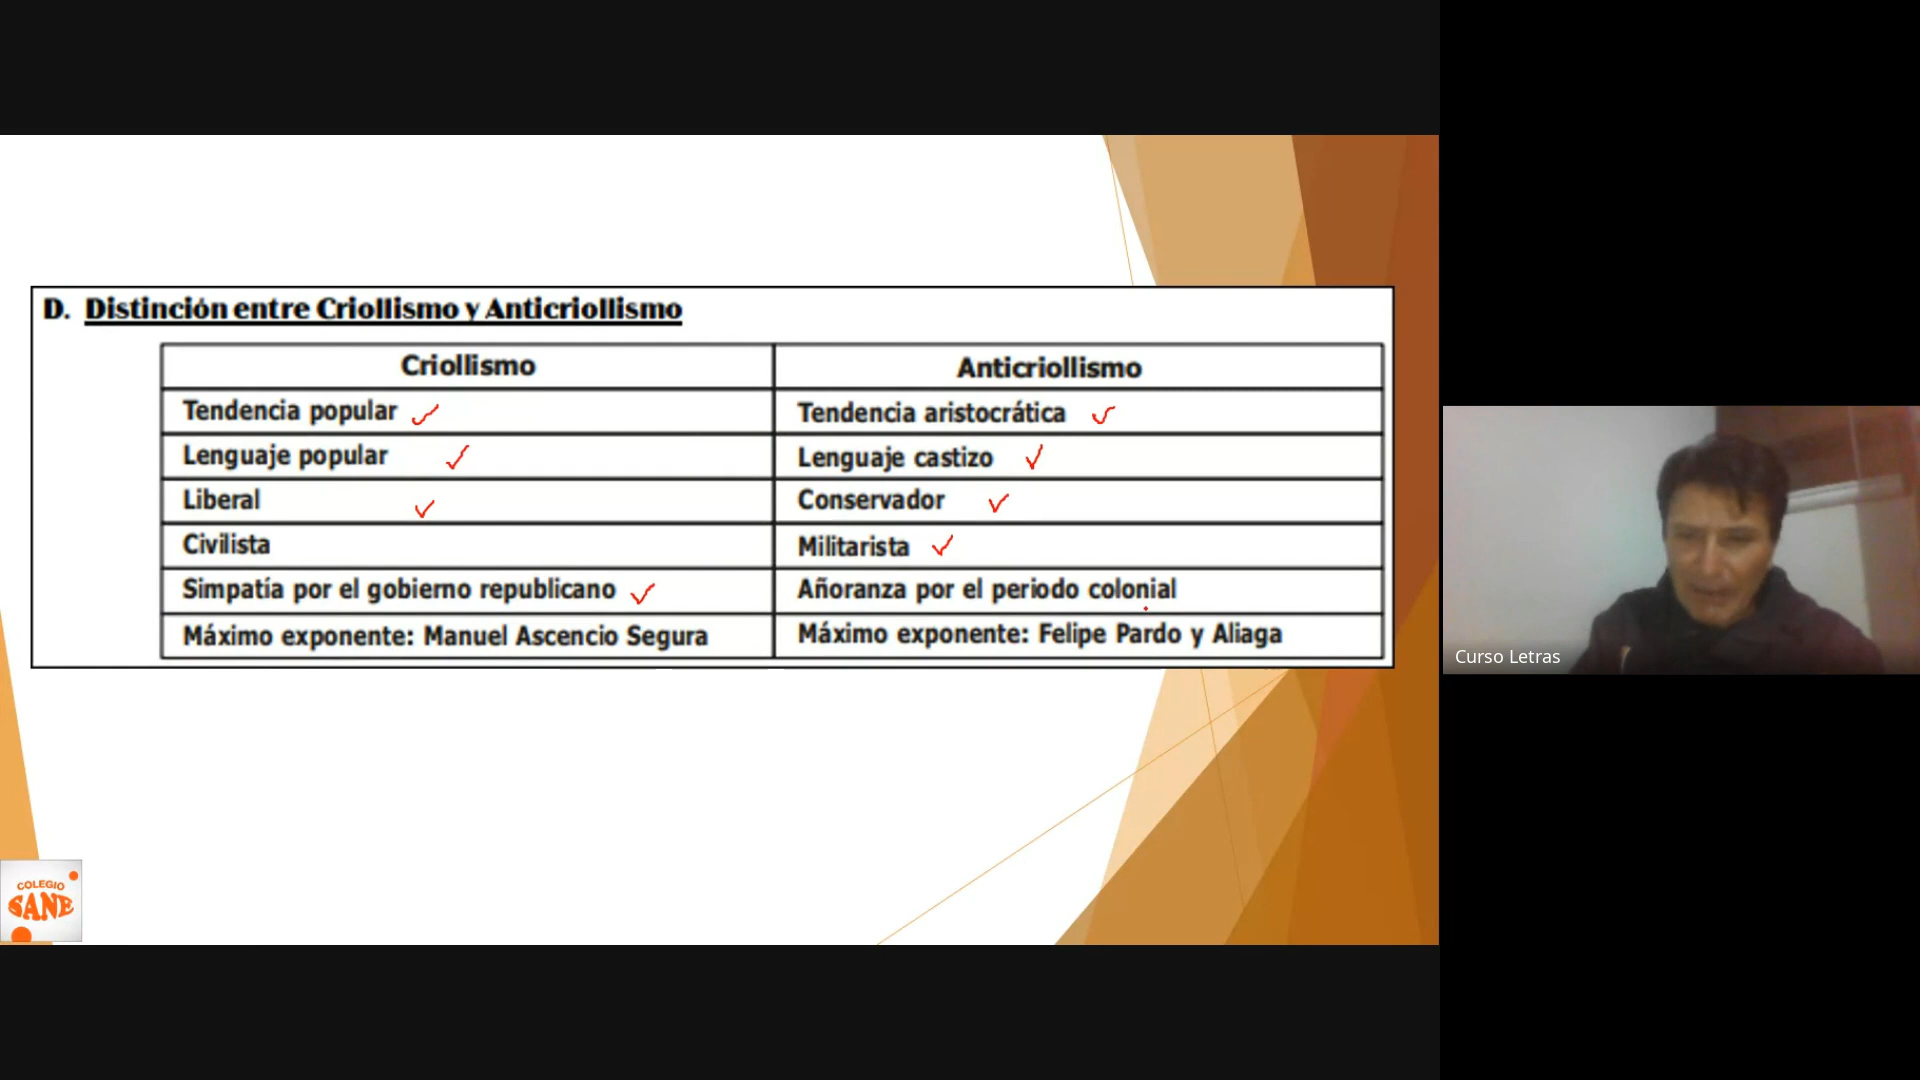 D. Distinción entre Criollismo y Anticriollismo
Criollismo Anticriollismo
Tendencia popular Tendencia aristocrática
Lenguaje popular Lenguaje castizo
Liberal Conservador
Civilista Militarista
Simpatía por el gobierno republicano Añoranza por el periodo colonial
Máximo exponente: Manuel Ascencio Segura Máximo exponente: Felipe Pardo y Aliaga
Curso Letras
COLEGIO
SANE